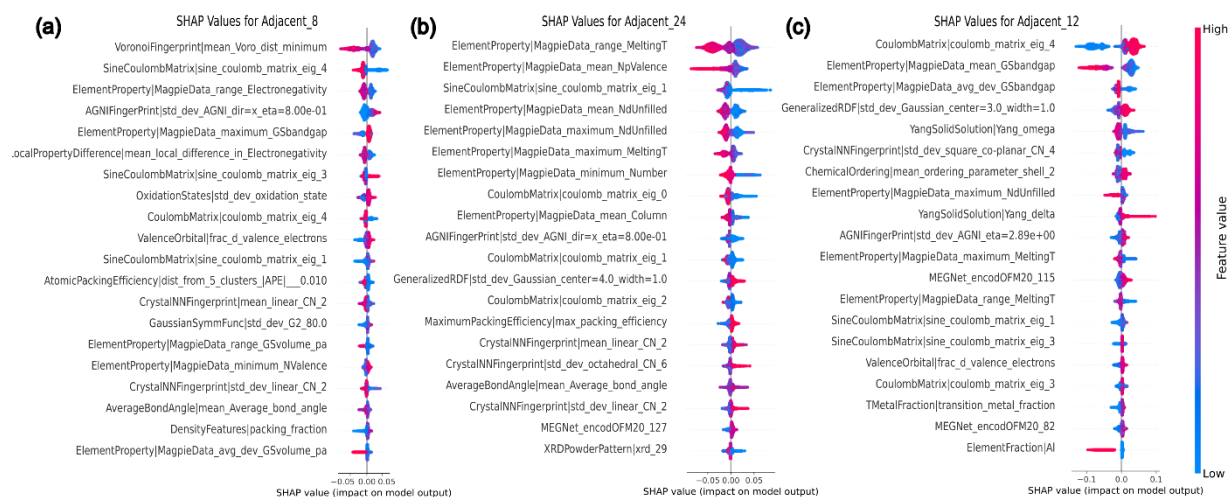 (a)
SHAP Values for Adjacent_8
VoronoiFingerprint|mean_Voro_dist_minimum
SineCoulombMatrix|sine_coulomb_matrix_eig_4
ElementProperty|MagpieData_range_Electronegativity
AGNIFingerPrint|std_dev_AGNI_dir=x_eta=8.00e-01
ElementProperty|MagpieData_maximum_GSbandgap
LocalPropertyDifference|mean_local_difference_in_Electronegativity
SineCoulombMatrix|sine_coulomb_matrix_eig_3
OxidationStates|std_dev_oxidation_state
CoulombMatrix|coulomb_matrix_eig_4
ValenceOrbital|frac_d_valence_electrons
SineCoulombMatrix|sine_coulomb_matrix_eig_1
AtomicPackingEfficiency|dist_from_5_clusters_|APE|___0.010
CrystalNNFingerprint|mean_linear_CN_2
GaussianSymmFunc|std_dev_G2_80.0
ElementProperty|MagpieData_range_GSvolume_pa
ElementProperty|MagpieData_minimum_NValence
CrystalNNFingerprint|std_dev_linear_CN_2
AverageBondAngle|mean_Average_bond_angle
DensityFeatures|packing_fraction
ElementProperty|MagpieData_avg_dev_GSvolume_pa
−0.05 0.00 0.05
SHAP value (impact on model output)
(b)
SHAP Values for Adjacent_24
ElementProperty|MagpieData_range_MeltingT
ElementProperty|MagpieData_mean_NpValence
SineCoulombMatrix|sine_coulomb_matrix_eig_1
ElementProperty|MagpieData_mean_NdUnfilled
ElementProperty|MagpieData_maximum_NdUnfilled
ElementProperty|MagpieData_maximum_MeltingT
ElementProperty|MagpieData_minimum_Number
CoulombMatrix|coulomb_matrix_eig_0
ElementProperty|MagpieData_mean_Column
AGNIFingerPrint|std_dev_AGNI_dir=x_eta=8.00e-01
CoulombMatrix|coulomb_matrix_eig_1
GeneralizedRDF|std_dev_Gaussian_center=4.0_width=1.0
CoulombMatrix|coulomb_matrix_eig_2
MaximumPackingEfficiency|max_packing_efficiency
CrystalNNFingerprint|mean_linear_CN_2
CrystalNNFingerprint|std_dev_octahedral_CN_6
AverageBondAngle|mean_Average_bond_angle
CrystalNNFingerprint|std_dev_linear_CN_2
MEGNet_encodOFM20_127
XRDPowderPattern|xrd_29
−0.05 0.00 0.05
SHAP value (impact on model output)
(c)
SHAP Values for Adjacent_12
CoulombMatrix|coulomb_matrix_eig_4
ElementProperty|MagpieData_mean_GSbandgap
ElementProperty|MagpieData_avg_dev_GSbandgap
GeneralizedRDF|std_dev_Gaussian_center=3.0_width=1.0
YangSolidSolution|Yang_omega
CrystalNNFingerprint|std_dev_square_co-planar_CN_4
ChemicalOrdering|mean_ordering_parameter_shell_2
ElementProperty|MagpieData_maximum_NdUnfilled
YangSolidSolution|Yang_delta
AGNIFingerPrint|std_dev_AGNI_eta=2.89e+00
ElementProperty|MagpieData_maximum_MeltingT
MEGNet_encodOFM20_115
ElementProperty|MagpieData_range_MeltingT
SineCoulombMatrix|sine_coulomb_matrix_eig_1
SineCoulombMatrix|sine_coulomb_matrix_eig_3
ValenceOrbital|frac_d_valence_electrons
CoulombMatrix|coulomb_matrix_eig_3
TMetalFraction|transition_metal_fraction
MEGNet_encodOFM20_82
ElementFraction|Al
−0.1 0.0 0.1
SHAP value (impact on model output)
High
Feature value
Low